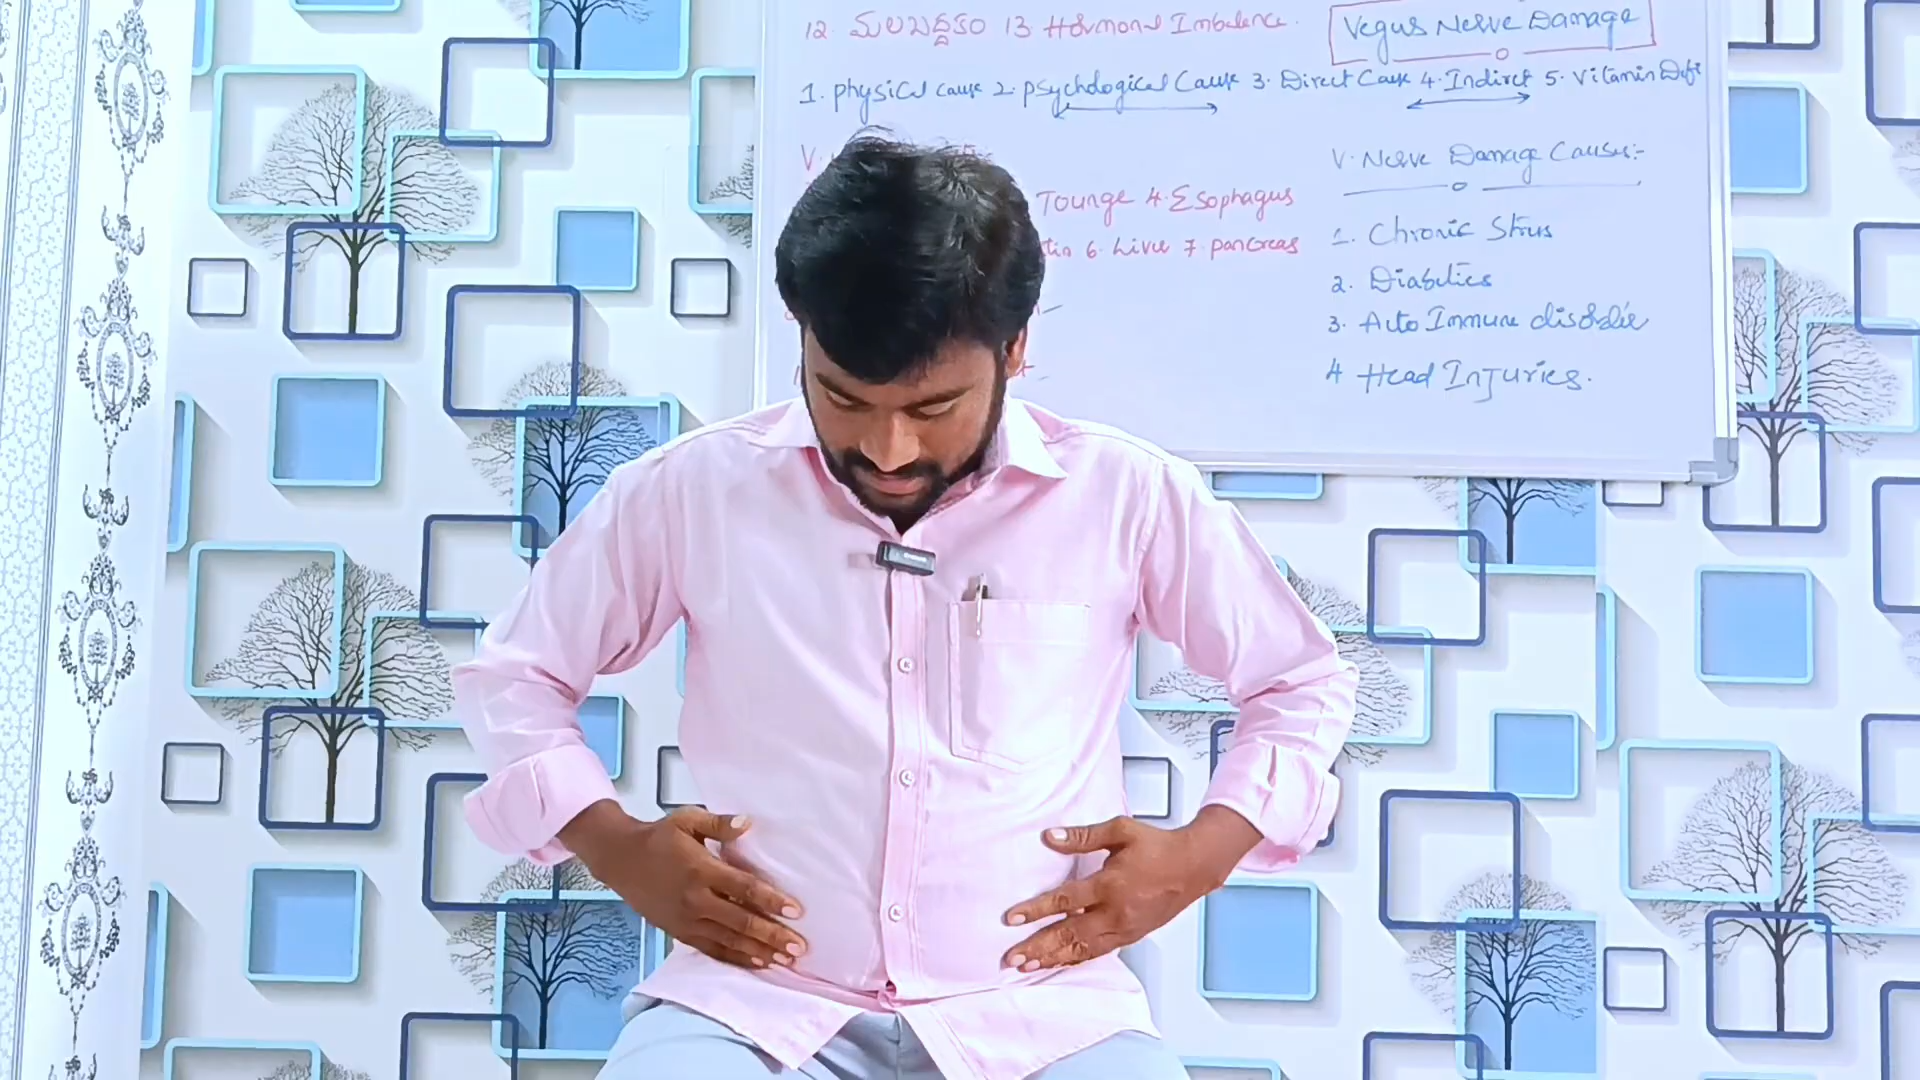 12. మలబద్దకం 13 Hormonal Imbalence.
Vegus Nerve Damage
1. physical cause 2. psychological Cause 3. Direct Cause 4. Indirect 5. Vitamin Defi
V. Nerve Damage Causes:-
Tounge 4. Esophagus
6. Liver 7 pancreas
1. Chronic Stress
2. Diabetics
3. Auto Immune disorder
4 Head Injuries.